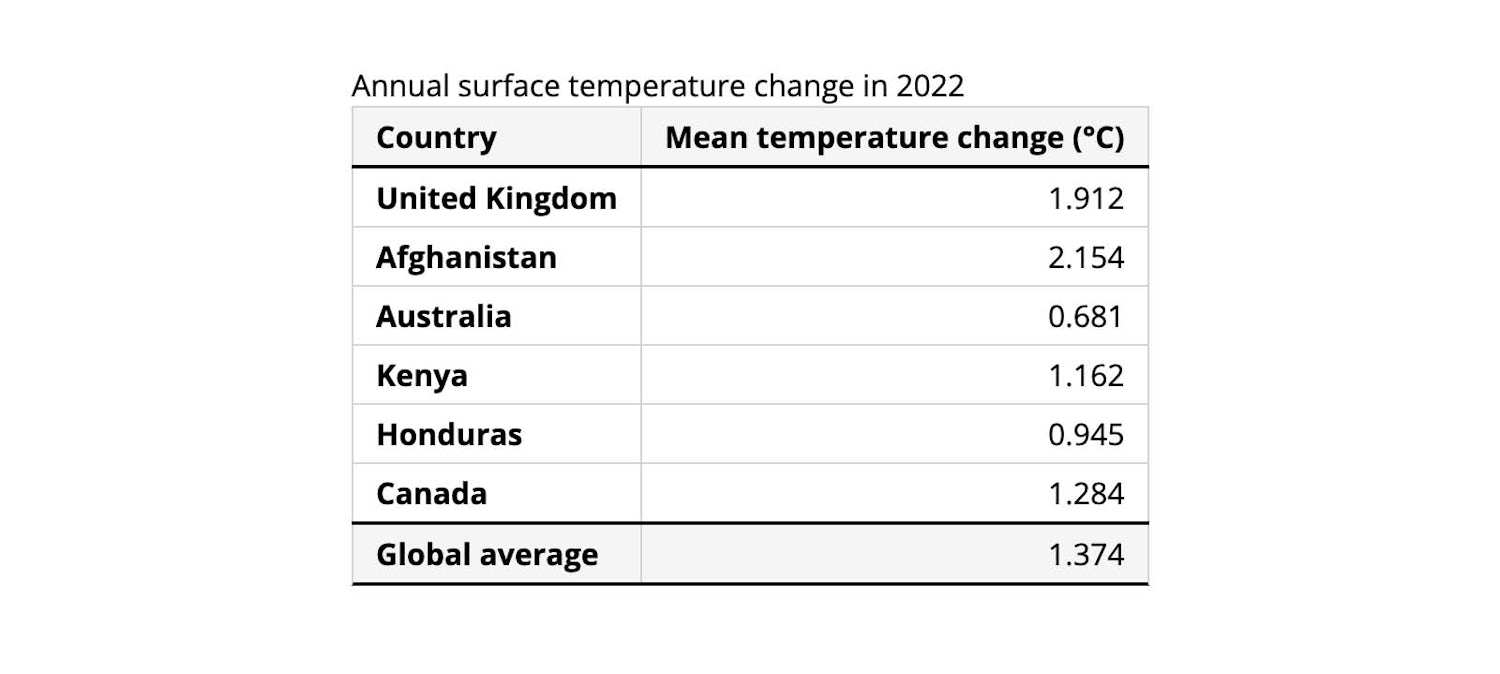 Annual surface temperature change in 2022
Country Mean temperature change (°C)
United Kingdom 1.912
Afghanistan 2.154
Australia 0.681
Kenya 1.162
Honduras 0.945
Canada 1.284
Global average 1.374